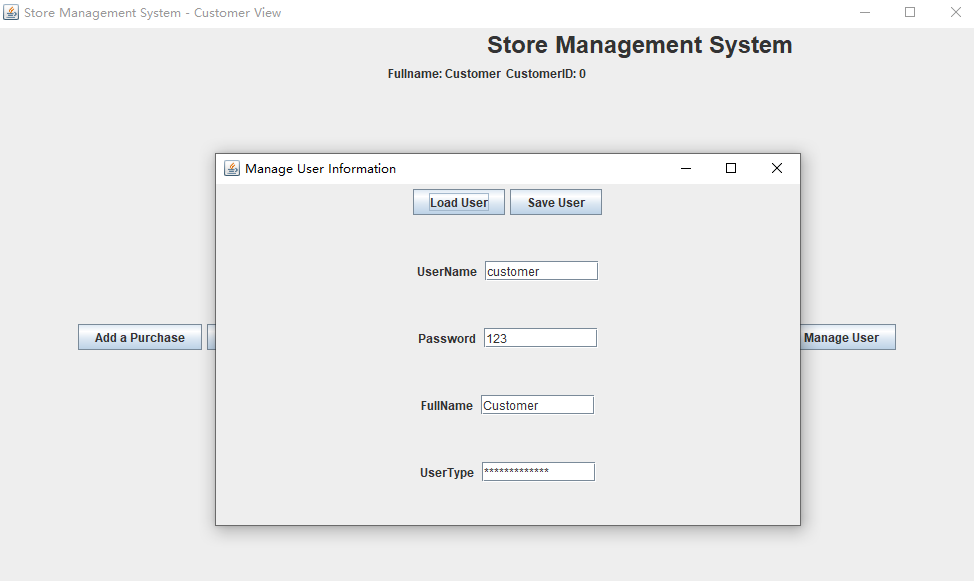 Store Management System - Customer View
Store Management System
Fullname: Customer CustomerID: 0
Manage User Information
Load User Save User
UserName customer
Password 123
FullName Customer
UserType *************
Add a Purchase Manage User